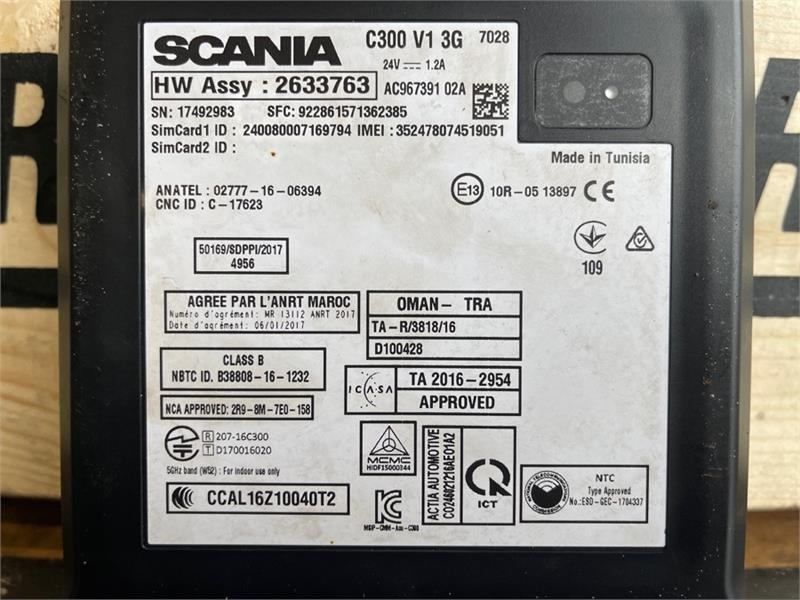 SCANIA C300 V1 3G 7028
24V 1.2A
HW Assy : 2633763 AC967391 02A
SN: 17492983 SFC: 922861571362385
SimCard1 ID : 240080007169794 IMEI : 352478074519051
SimCard2 ID :
Made in Tunisia
ANATEL : 02777-16-06394
CNC ID : C-17623
E13 10R-05 13897 CE
109
50169/SDPPI/2017
4956
AGREE PAR L'ANRT MAROC
Numéro d'agrément: MR 13112 ANRT 2017
Date d'agrément: 06/01/2017
OMAN- TRA
TA-R/3818/16
D100428
CLASS B
NBTC ID. B38808-16-1232
ICASA TA 2016-2954
APPROVED
NCA APPROVED: 2R9-8M-7E0-158
R 207-16C300
T D170016020
5GHz band (W52) : For indoor use only
MCMC
HIDF15000344
ACTIA AUTOMOTIVE
ICT
NTC
Type Approved
No.:ESD-GEC-1704337
CCAL16Z10040T2